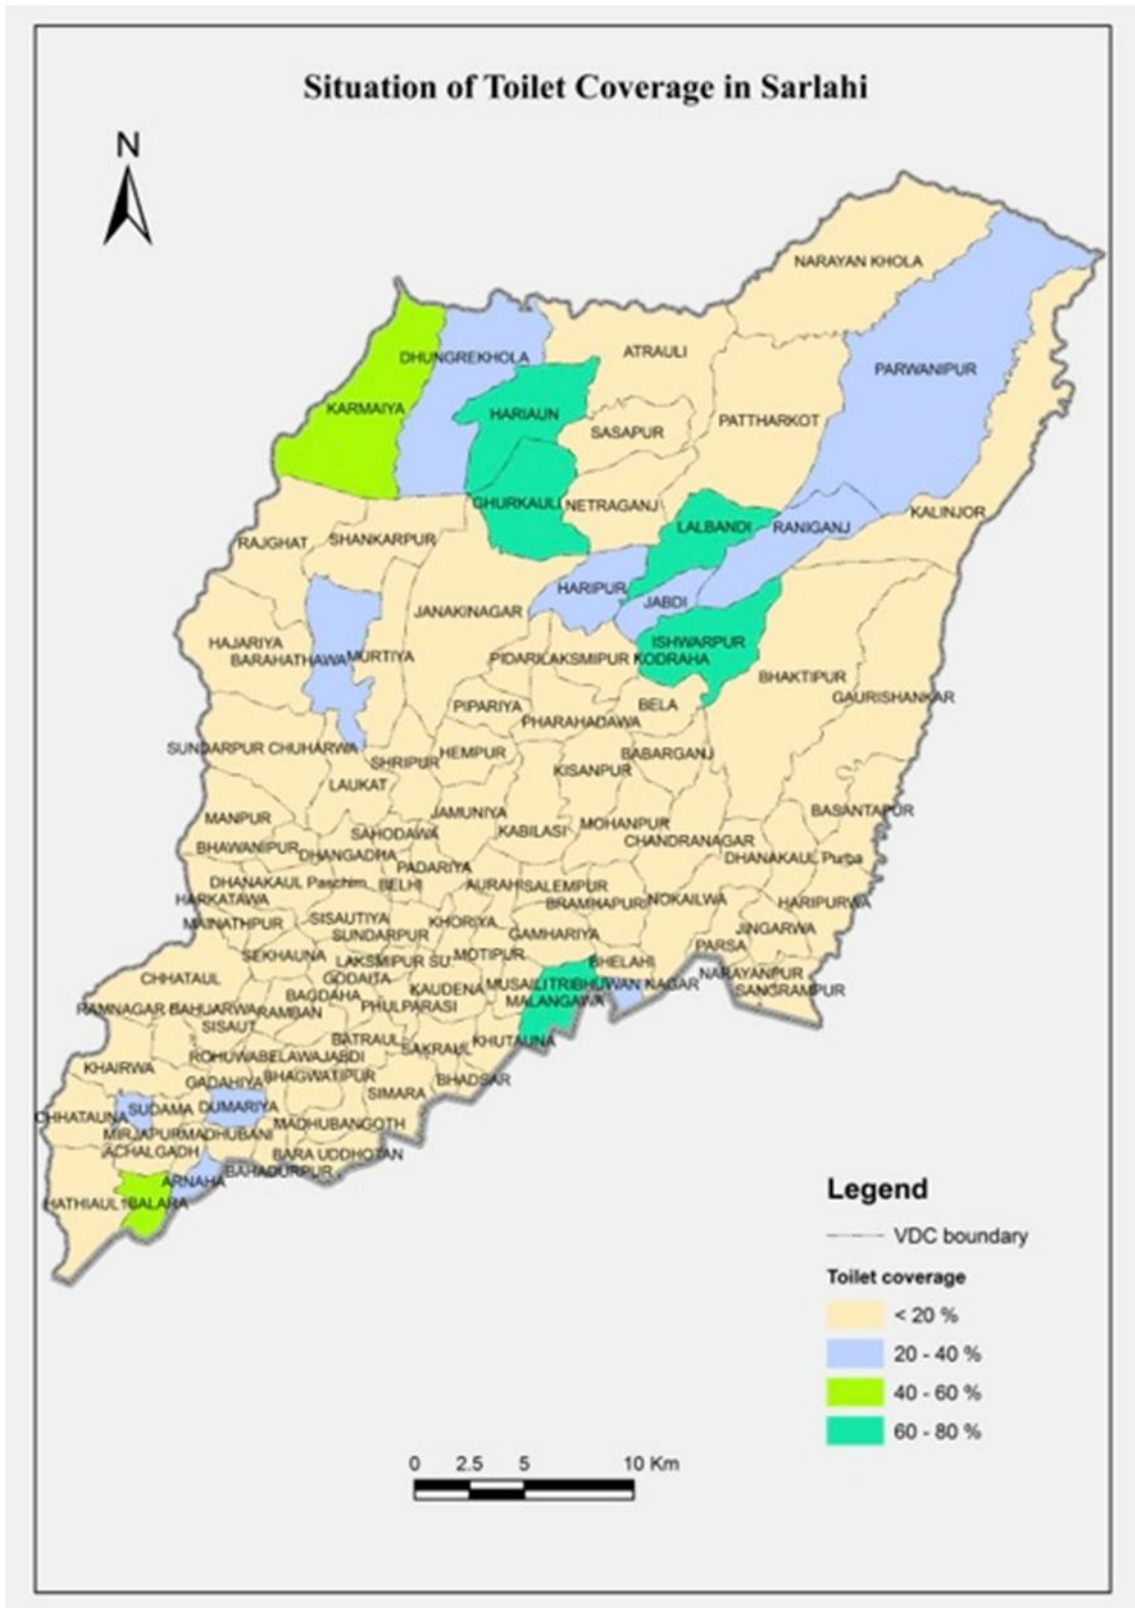 Situation of Toilet Coverage in Sarlahi
N
NARAYAN KHOLA
DHUNGREKHOLA
ATRAULI
PARWANIPUR
KARMAIYA
HARIAUN
SASAPUR
PATTHARKOT
GHURKAULI
NETRAGANJ
LALBANDI
RANIGANJ
KALINJOR
RAJGHAT
SHANKARPUR
HARIPUR
JABDI
JANAKINAGAR
HAJARIYA
BARAHATHAWA
MURTIYA
PIDARI
LAKSMIPUR KODRAHA
ISHWARPUR
BHAKTIPUR
GAURISHANKAR
PIPARIYA
PHARAHADAWA
BELA
SUNDARPUR CHUHARWA
SHRIPUR
HEMPUR
KISANPUR
BABARGANJ
LAUKAT
MANPUR
JAMUNIYA
BASANTAPUR
SAHODAWA
KABILASI
MOHANPUR
CHANDRANAGAR
BHAWANIPUR
DHANGADHA
PADARIYA
DHANAKAUL Purba
DHANAKAUL Paschim
BELHI
AURAHI
SALEMPUR
HARKATAWA
BRAMHAPURI
NOKAILWA
HARIPURWA
MAINATHPUR
SISAUTIYA
KHORIYA
SUNDARPUR
GAMHARIYA
JINGARWA
PARSA
SEKHAUNA
LAKSMIPUR SU.
MOTIPUR
BHELAHI
CHHATAUL
GODAITA
KAUDENA
MUSAILI
TRIBHUWAN NAGAR
NARAYANPUR
SANGRAMPUR
BAGDAHA
PHULPARASI
MALANGAWA
RAMNAGAR BAHUARWA
RAMBAN
SISAUT
BATRAUL
SAKRAUL
KHUTAUNA
KHAIRWA
ROHUWA
BELAWAJABDI
GADAHIYA
BHAGWATIPUR
BHADSAR
SIMARA
CHHATAUNA
SUDAMA
DUMARIYA
MADHUBANGOTH
MIRJAPUR
MADHUBANI
ACHALGADH
BARA UDDHOTAN
ARNAHA
BAHADURPUR
BALARA
Legend
VDC boundary
Toilet coverage
< 20 %
20 - 40 %
40 - 60 %
60 - 80 %
0 2.5 5 10 Km